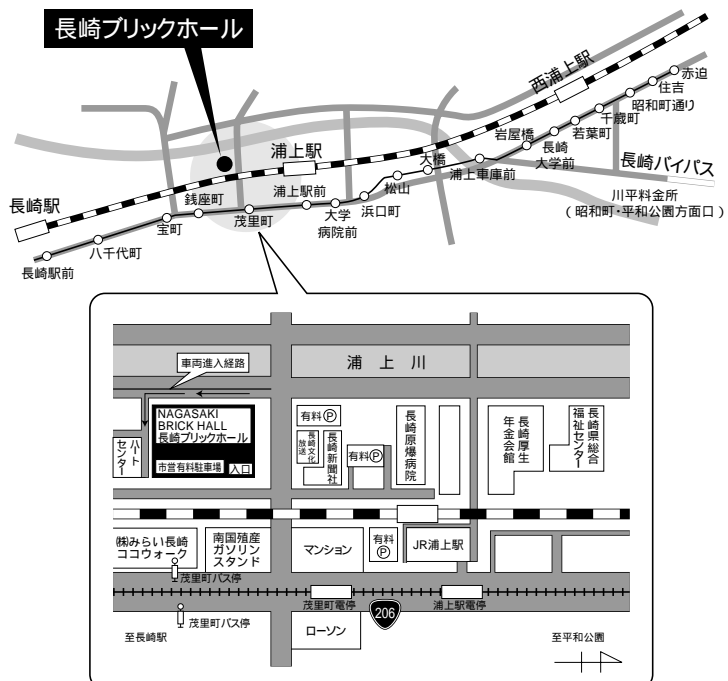 長崎ブリックホール
赤迫
住吉
昭和町通り
千歳町
若葉町
長崎
大学前
岩屋橋
西浦上駅
浦上車庫前
大橋
松山
浜口町
大学
病院前
浦上駅前
浦上駅
茂里町
銭座町
宝町
八千代町
長崎駅前
長崎駅
長崎バイパス
川平料金所
(昭和町・平和公園方面口)
車両進入経路
浦上川
NAGASAKI
BRICK HALL
長崎ブリックホール
市営有料駐車場
入口
ハート
センター
有料Ⓟ
長崎文化
放送
長崎新聞社
有料Ⓟ
長崎原爆病院
長崎厚生
年金会館
長崎県総合
福祉センター
㈱みらい長崎
ココウォーク
南国殖産
ガソリン
スタンド
マンション
有料
Ⓟ
JR浦上駅
茂里町バス停
茂里町電停
浦上駅電停
206
茂里町バス停
ローソン
至長崎駅
至平和公園